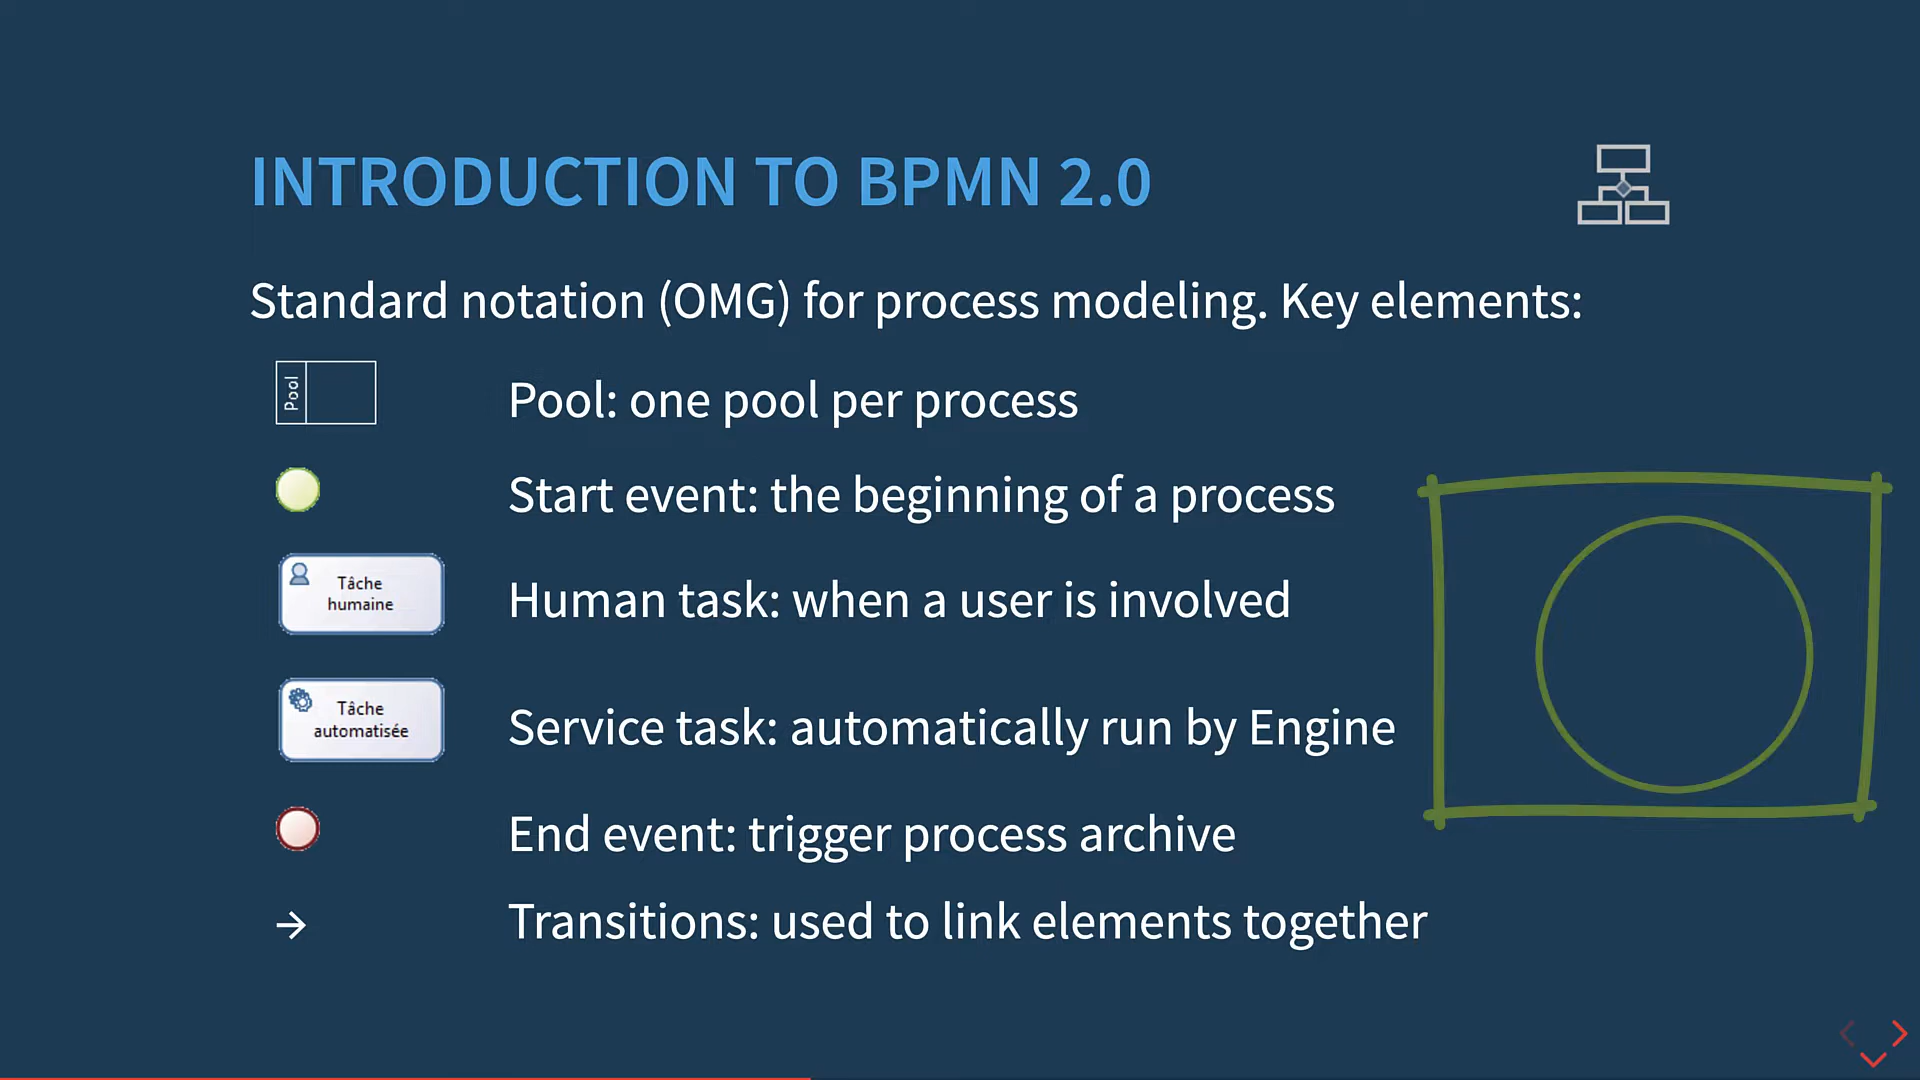 INTRODUCTION TO BPMN 2.0
Standard notation (OMG) for process modeling. Key elements:
Pool
Pool: one pool per process
Start event: the beginning of a process
Tâche
humaine
Human task: when a user is involved
Tâche
automatisée
Service task: automatically run by Engine
End event: trigger process archive
Transitions: used to link elements together